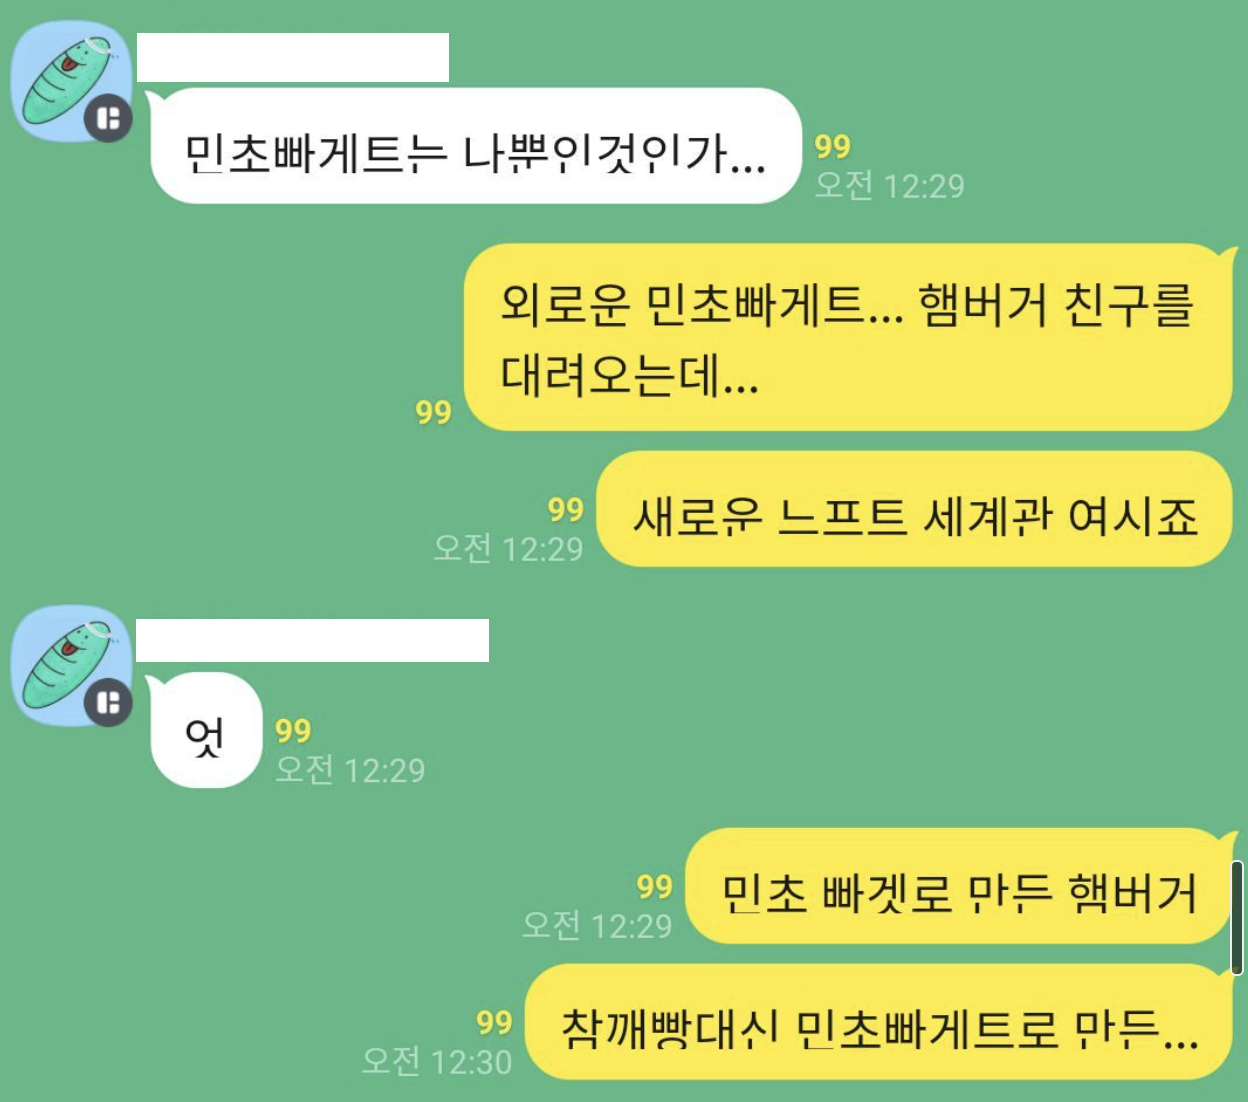 민초빠게트는 나뿐인것인가...
99
오전 12:29
외로운 민초빠게트... 햄버거 친구를
대려오는데...
99
새로운 느프트 세계관 여시죠
99
오전 12:29
엇
99
오전 12:29
민초 빠겟로 만든 햄버거
99
오전 12:29
참깨빵대신 민초빠게트로 만든...
99
오전 12:30